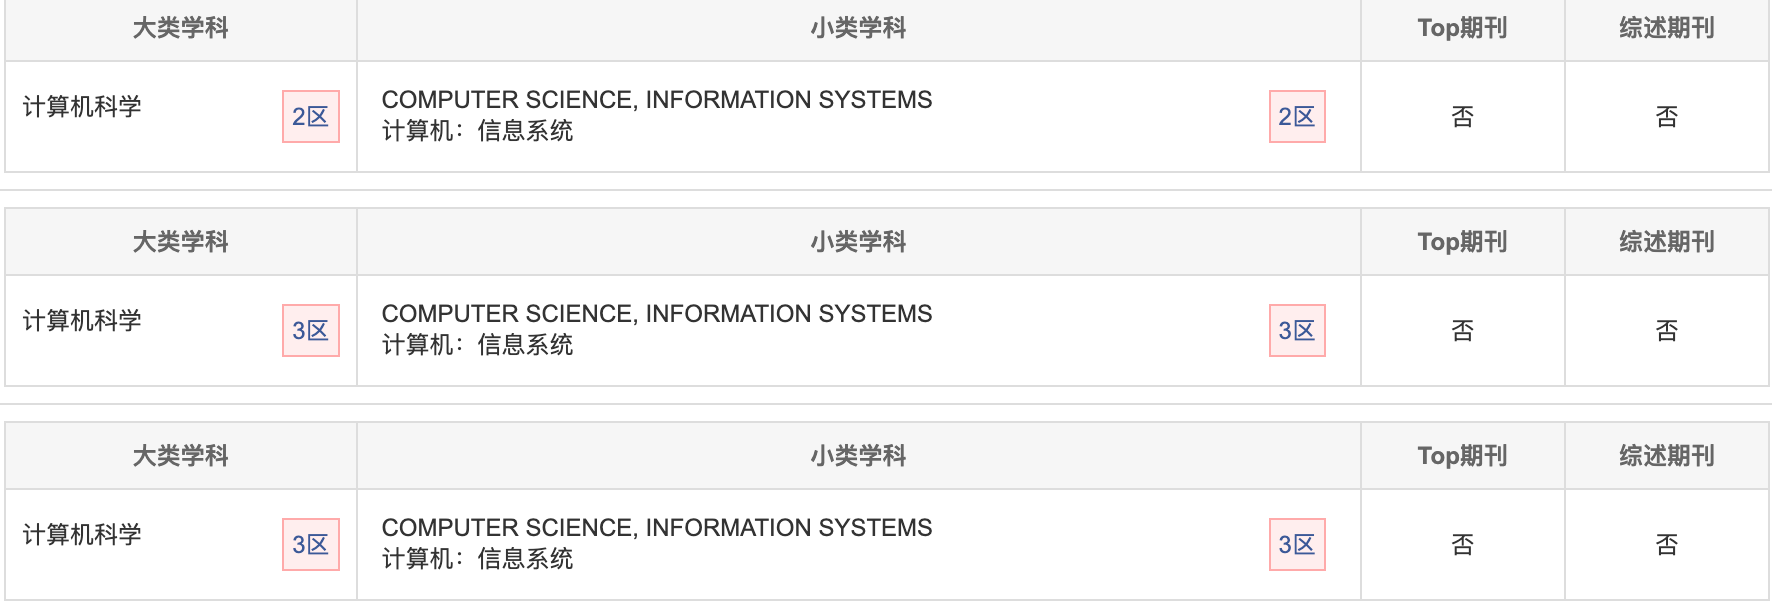 大类学科 小类学科 Top期刊 综述期刊
计算机科学 2区 COMPUTER SCIENCE, INFORMATION SYSTEMS 2区 否 否
计算机：信息系统
大类学科 小类学科 Top期刊 综述期刊
计算机科学 3区 COMPUTER SCIENCE, INFORMATION SYSTEMS 3区 否 否
计算机：信息系统
大类学科 小类学科 Top期刊 综述期刊
计算机科学 3区 COMPUTER SCIENCE, INFORMATION SYSTEMS 3区 否 否
计算机：信息系统